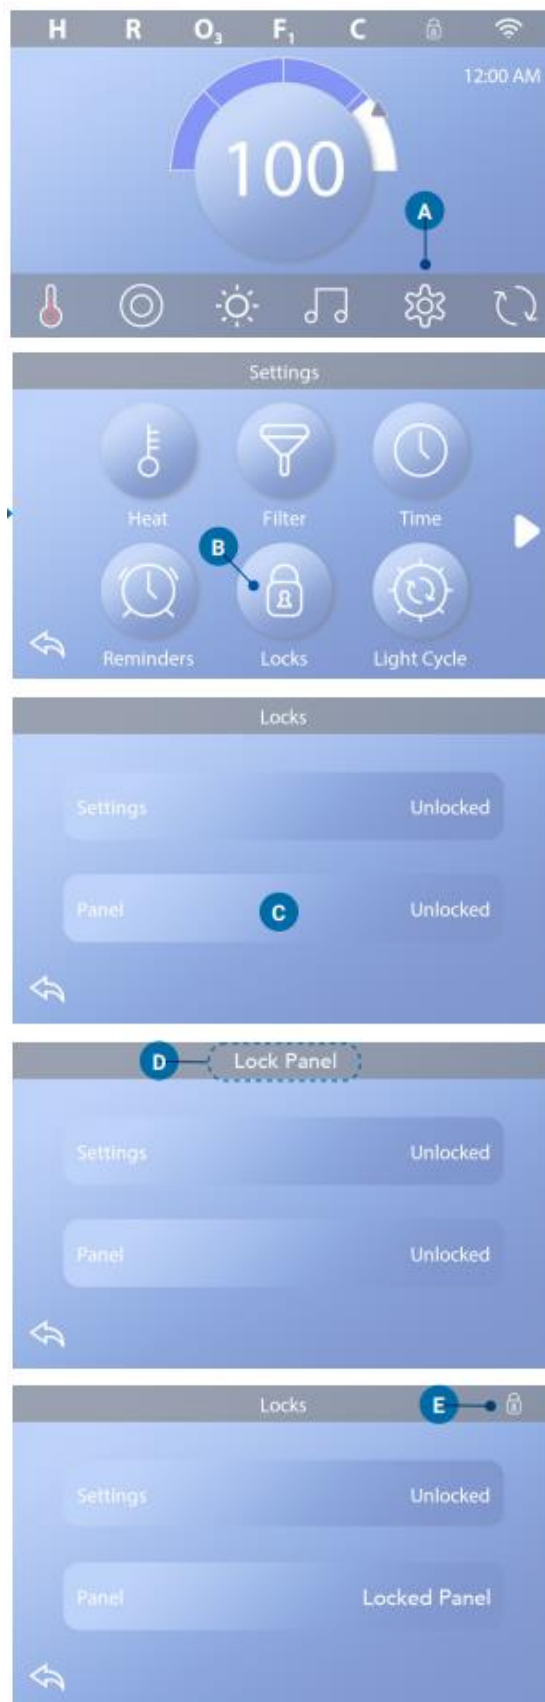 H R O₃ F₁ C
12:00 AM
100
A
Settings
Heat Filter Time
B
Reminders Locks Light Cycle
Locks
Settings Unlocked
Panel C Unlocked
D Lock Panel
Settings Unlocked
Panel Unlocked
Locks E
Settings Unlocked
Panel Locked Panel